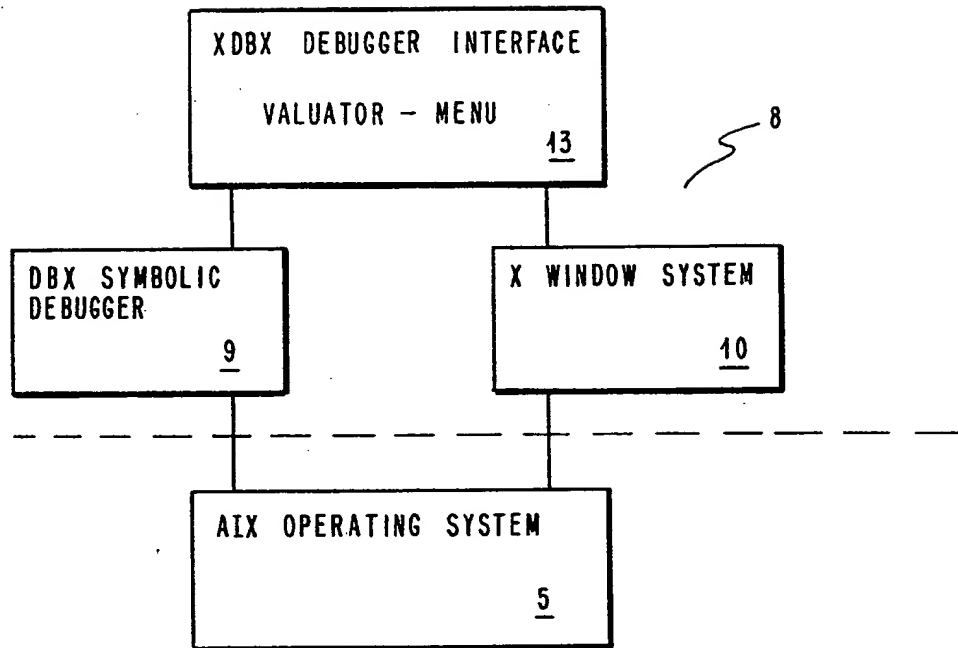 XDBX DEBUGGER INTERFACE
VALUATOR – MENU
13
8
DBX SYMBOLIC
DEBUGGER
9
X WINDOW SYSTEM
10
AIX OPERATING SYSTEM
5